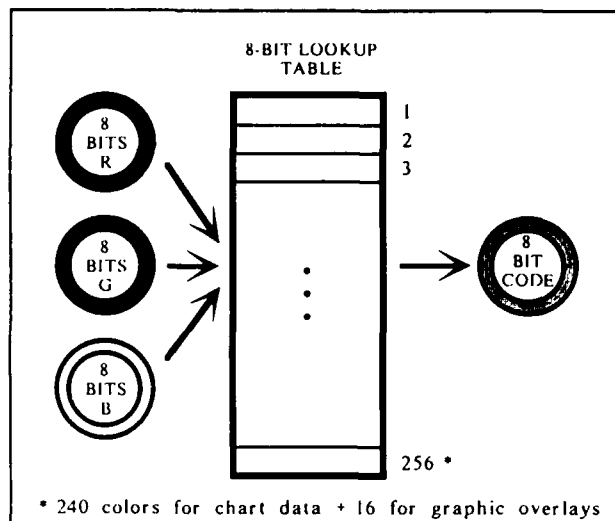 8-BIT LOOKUP
TABLE
8
BITS
R
8
BITS
G
8
BITS
B
1
2
3
256 *
8
BIT
CODE
* 240 colors for chart data + 16 for graphic overlays